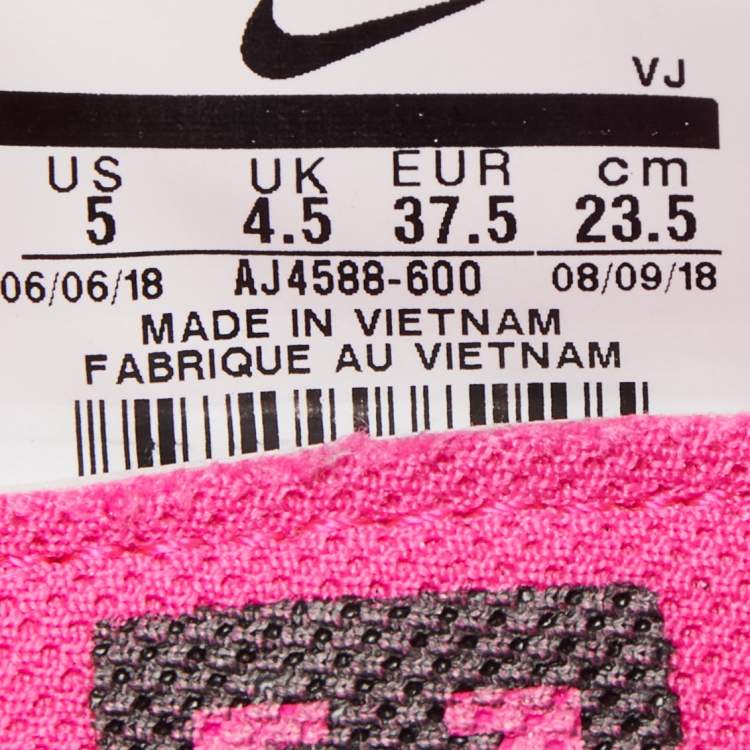 VJ
US UK EUR cm
5 4.5 37.5 23.5
06/06/18 AJ4588-600 08/09/18
MADE IN VIETNAM
FABRIQUE AU VIETNAM